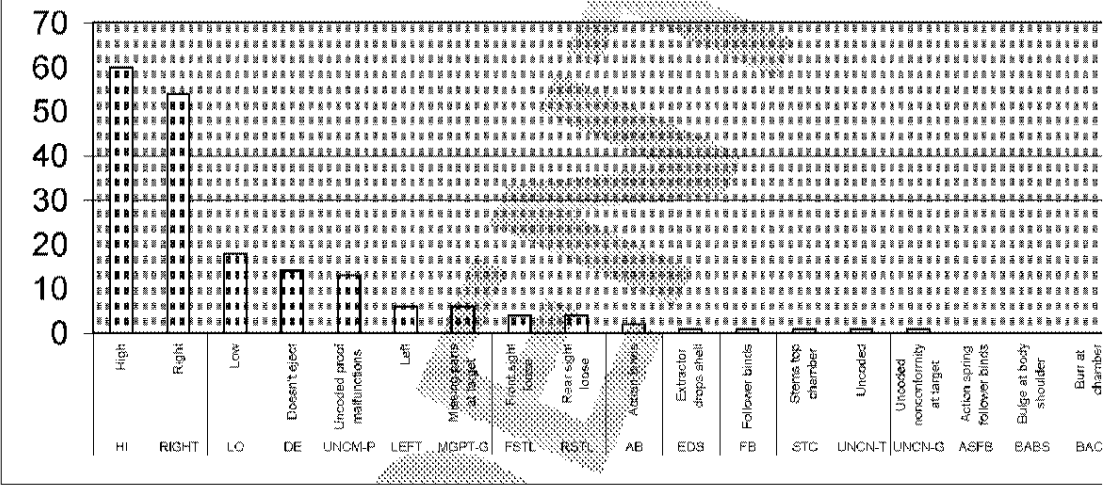 70
60
50
40
30
20
10
0
High
Right
Low
Doesn't eject
Uncoded proof
malfunctions
Left
Missing parts
at target
Front sight
loose
Rear sight
loose
Action binds
Extractor
drops shell
Follower binds
Stems top
chamber
Uncoded
Uncoded
nonconformity
at target
Action spring
follower binds
Bulge at body
shoulder
Burr at
chamber
HI RIGHT LO DE UNCM-P LEFT MGPT-G FSTL RSTL AB EDS FB STC UNCN-T UNCN-G ASFB BABS BAC